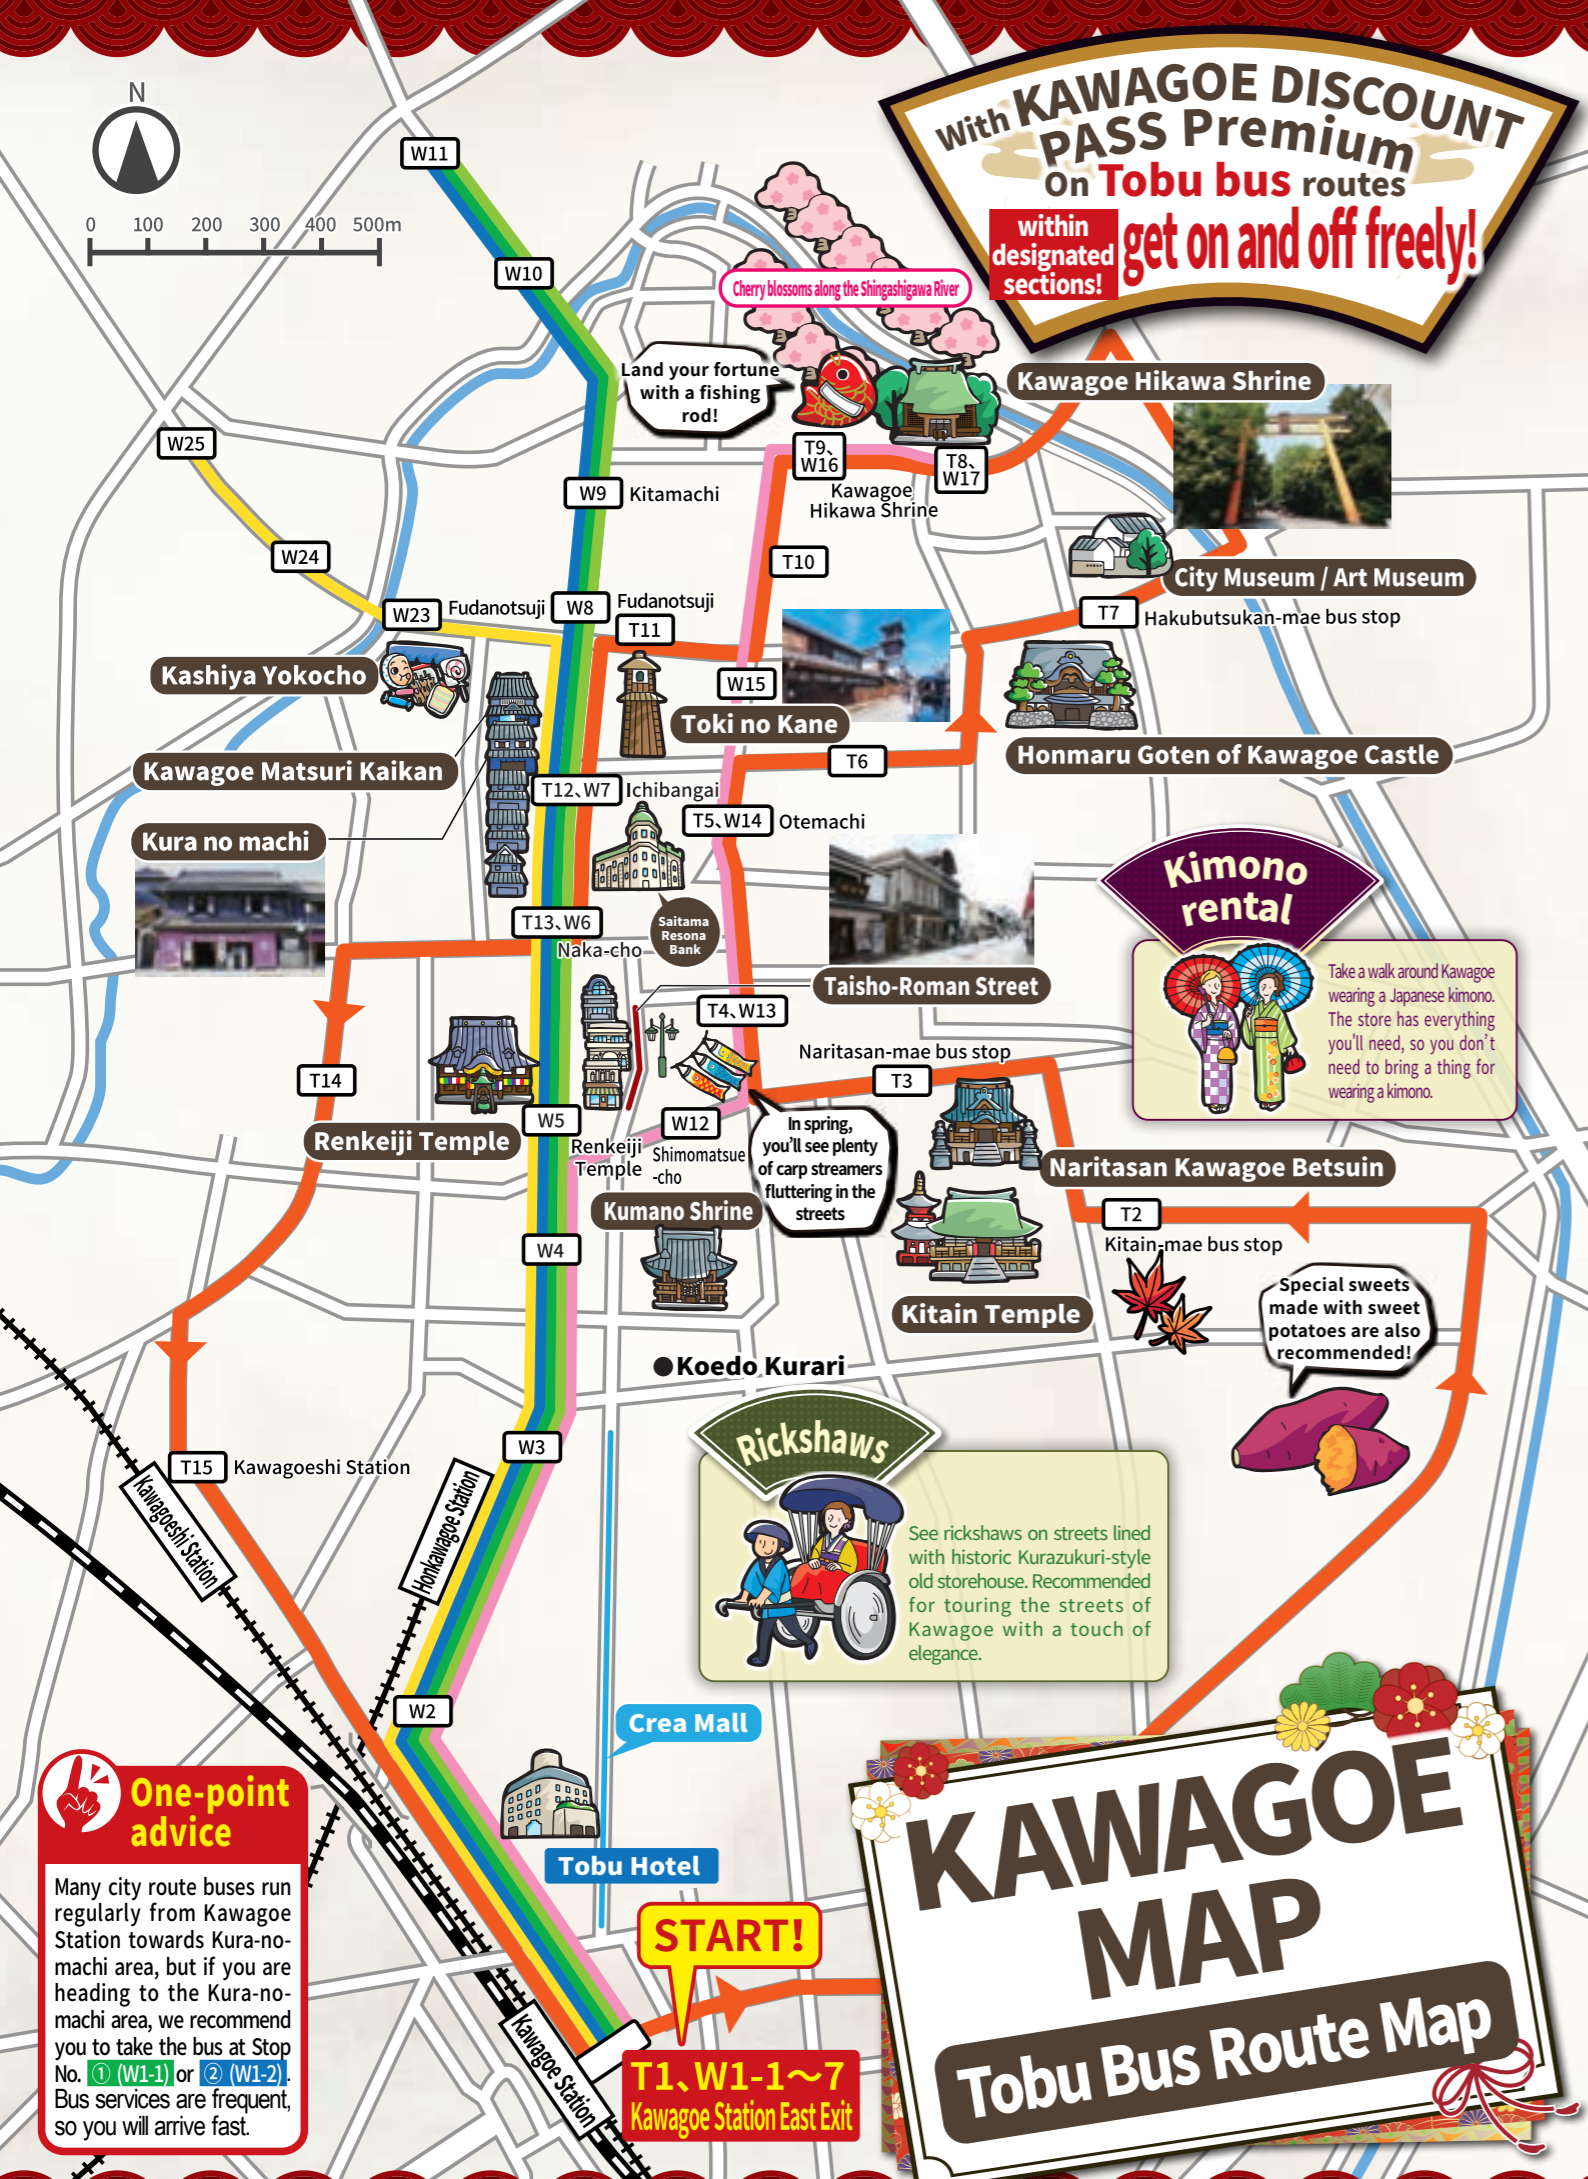 With KAWAGOE DISCOUNT
PASS Premium
On Tobu bus routes
within
designated
sections!
get on and off freely!
N
0 100 200 300 400 500m
W11
W10
Cherry blossoms along the Shingashigawa River
Land your fortune
with a fishing
rod!
Kawagoe Hikawa Shrine
W25
T9、
W16
T8、
W17
Kawagoe
Hikawa Shrine
W9 Kitamachi
W24
T10
City Museum / Art Museum
W23 Fudanotsuji W8 Fudanotsuji
T11
T7 Hakubutsukan-mae bus stop
Kashiya Yokocho
W15
Toki no Kane
Honmaru Goten of Kawagoe Castle
T6
Kawagoe Matsuri Kaikan
T12、W7 Ichibangai
T5、W14 Otemachi
Kura no machi
Kimono
rental
Take a walk around Kawagoe
wearing a Japanese kimono.
The store has everything
you'll need, so you don't
need to bring a thing for
wearing a kimono.
T13、W6
Naka-cho
Saitama
Resona
Bank
Taisho-Roman Street
T4、W13
Naritasan-mae bus stop
T3
T14
Renkeiji Temple
W5
Renkeiji
Temple
W12
Shimomatsue
-cho
In spring,
you'll see plenty
of carp streamers
fluttering in the
streets
Naritasan Kawagoe Betsuin
Kumano Shrine
T2
Kitain-mae bus stop
W4
Kitain Temple
Special sweets
made with sweet
potatoes are also
recommended!
Koedo Kurari
Rickshaws
See rickshaws on streets lined
with historic Kurazukuri-style
old storehouse. Recommended
for touring the streets of
Kawagoe with a touch of
elegance.
W3
T15 Kawagoeshi Station
Kawagoeshi Station
Honkawagoe Station
W2
Crea Mall
Tobu Hotel
One-point
advice
Many city route buses run
regularly from Kawagoe
Station towards Kura-no-
machi area, but if you are
heading to the Kura-no-
machi area, we recommend
you to take the bus at Stop
No. ① (W1-1) or ② (W1-2).
Bus services are frequent,
so you will arrive fast.
START!
Kawagoe Station
T1、W1-1～7
Kawagoe Station East Exit
KAWAGOE
MAP
Tobu Bus Route Map